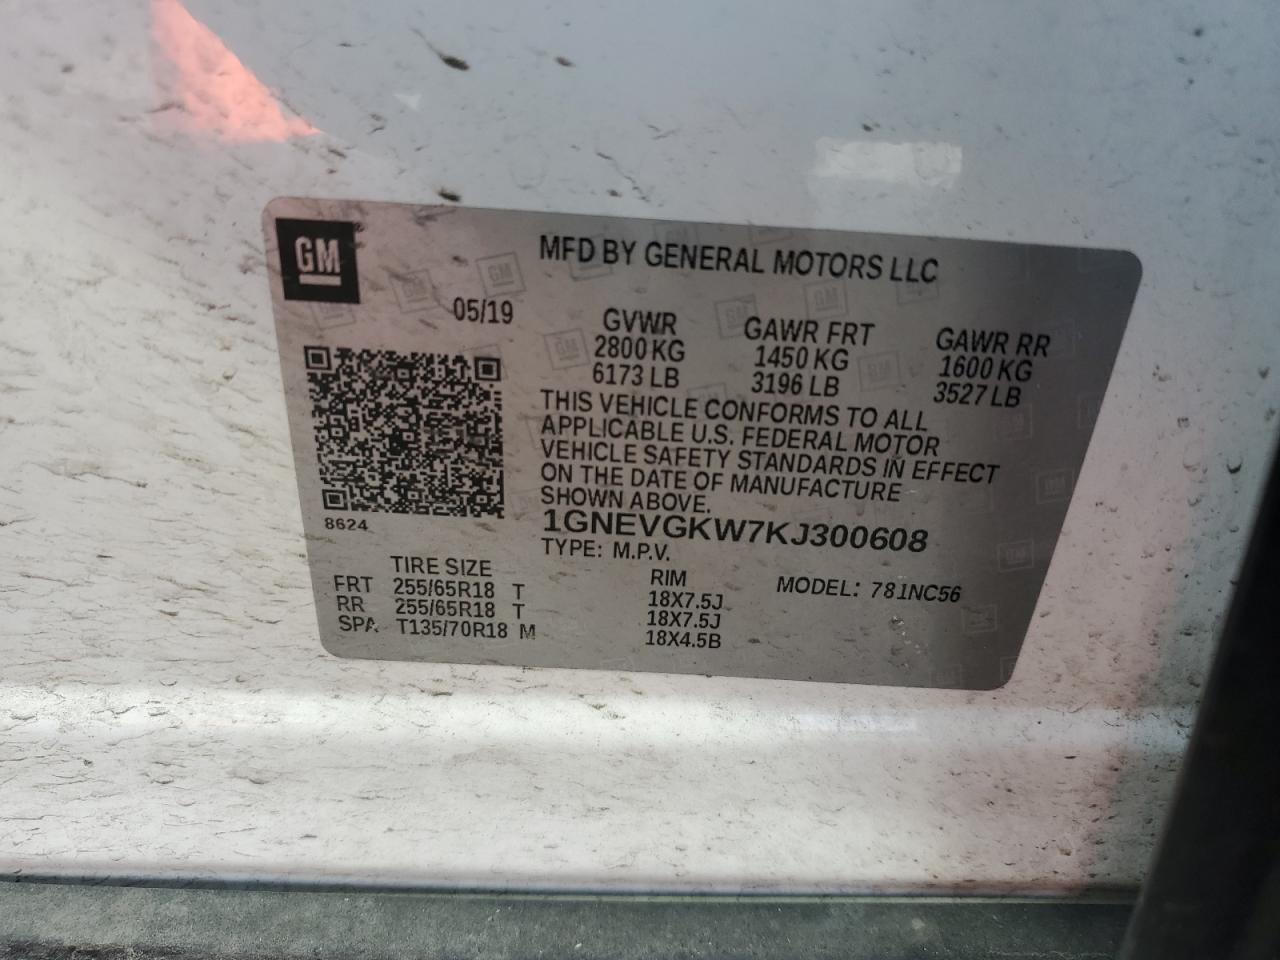 GM
MFD BY GENERAL MOTORS LLC
05/19
GVWR GAWR FRT GAWR RR
2800 KG 1450 KG 1600 KG
6173 LB 3196 LB 3527 LB
THIS VEHICLE CONFORMS TO ALL
APPLICABLE U.S. FEDERAL MOTOR
VEHICLE SAFETY STANDARDS IN EFFECT
ON THE DATE OF MANUFACTURE
SHOWN ABOVE.
8624
1GNEVGKW7KJ300608
TYPE: M.P.V.
TIRE SIZE RIM MODEL: 781NC56
FRT 255/65R18 T 18X7.5J
RR 255/65R18 T 18X7.5J
SPA T135/70R18 M 18X4.5B